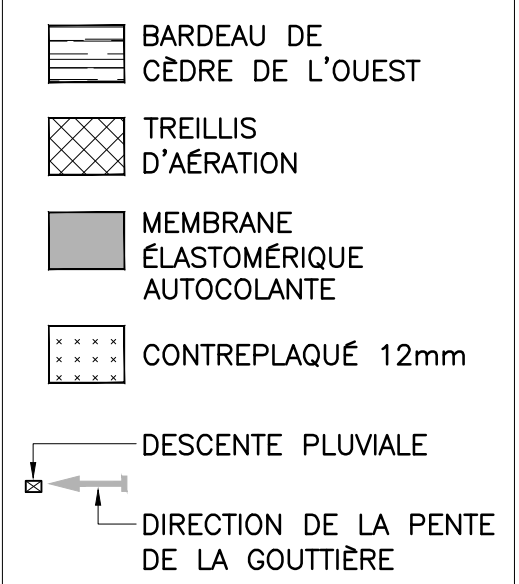 BARDEAU DE
CÈDRE DE L'OUEST
TREILLIS
D'AÉRATION
MEMBRANE
ÉLASTOMÉRIQUE
AUTOCOLANTE
CONTREPLAQUÉ 12mm
DESCENTE PLUVIALE
DIRECTION DE LA PENTE
DE LA GOUTTIÈRE